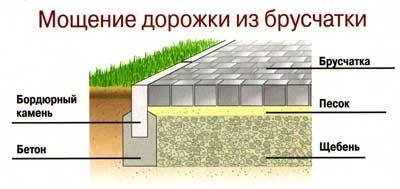 Мощение дорожки из брусчатки
Брусчатка
Бордюрный
камень
Песок
Бетон
Щебень